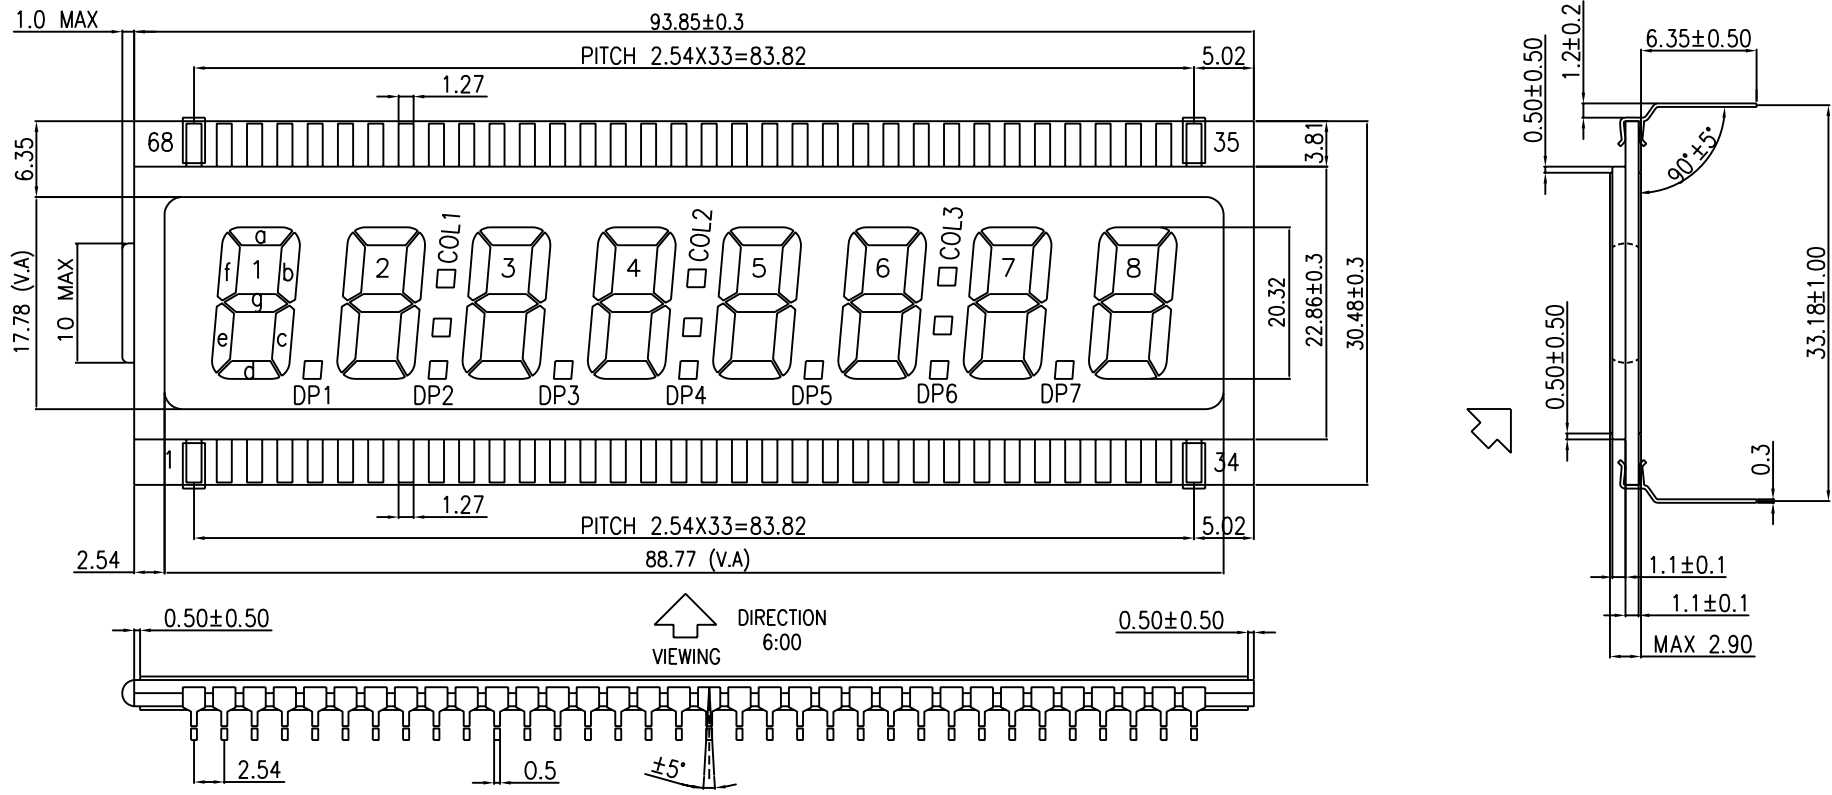 1.0 MAX
93.85±0.3
PITCH 2.54X33=83.82
5.02
1.27
68
35
6.35
3.81
17.78 (V.A)
10 MAX
a
f 1 b
g
e c
d
2
COL1
3
4
COL2
5
6
COL3
7
8
DP1
DP2
DP3
DP4
DP5
DP6
DP7
20.32
22.86±0.3
30.48±0.3
1
34
1.27
PITCH 2.54X33=83.82
5.02
2.54
88.77 (V.A)
0.50±0.50
DIRECTION
6:00
VIEWING
0.50±0.50
2.54
0.5
±5°
0.50±0.50
1.2±0.2
6.35±0.50
90°±5°
33.18±1.00
0.50±0.50
0.3
1.1±0.1
1.1±0.1
MAX 2.90